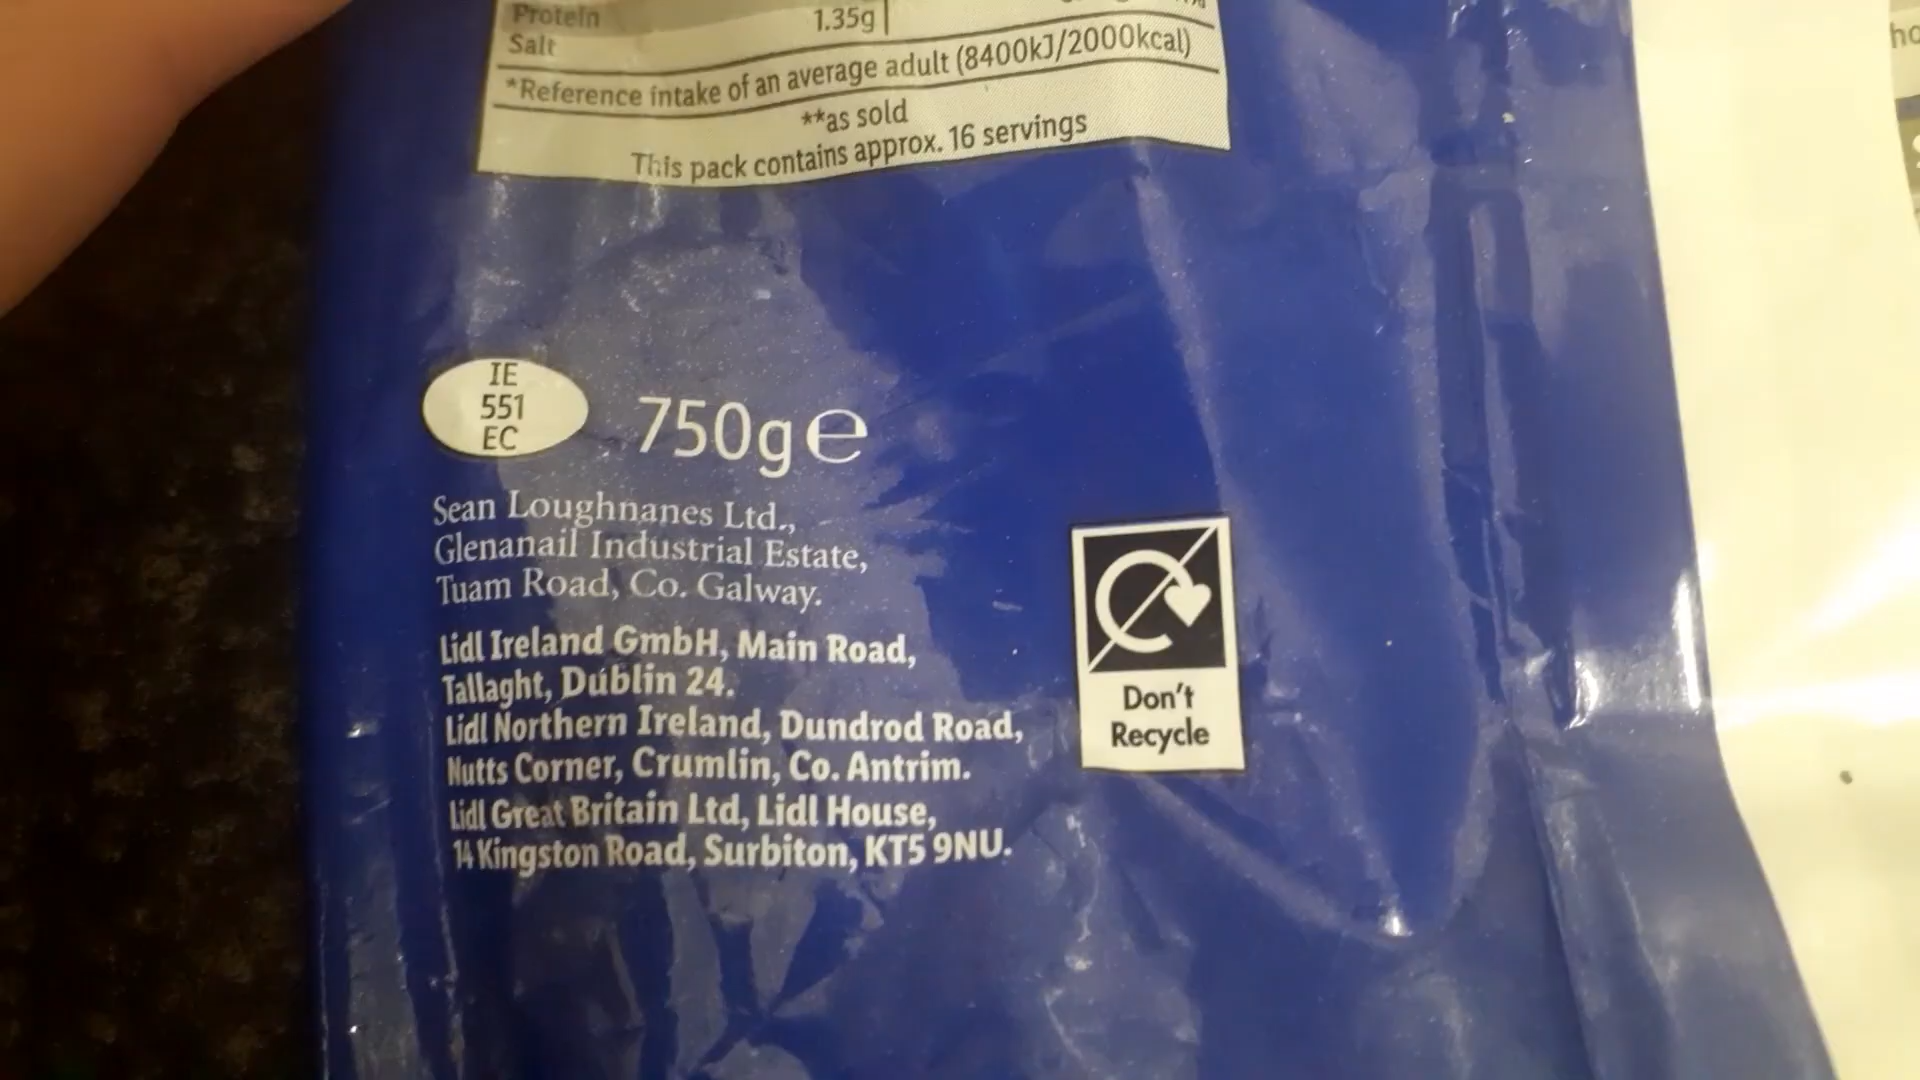 Protein
Salt 1.35g
*Reference intake of an average adult (8400kJ/2000kcal)
**as sold
This pack contains approx. 16 servings
IE
551
EC
750g℮
Sean Loughnanes Ltd.,
Glenanail Industrial Estate,
Tuam Road, Co. Galway.
Lidl Ireland GmbH, Main Road,
Tallaght, Dublin 24.
Lidl Northern Ireland, Dundrod Road,
Nutts Corner, Crumlin, Co. Antrim.
Lidl Great Britain Ltd, Lidl House,
14 Kingston Road, Surbiton, KT5 9NU.
Don't
Recycle